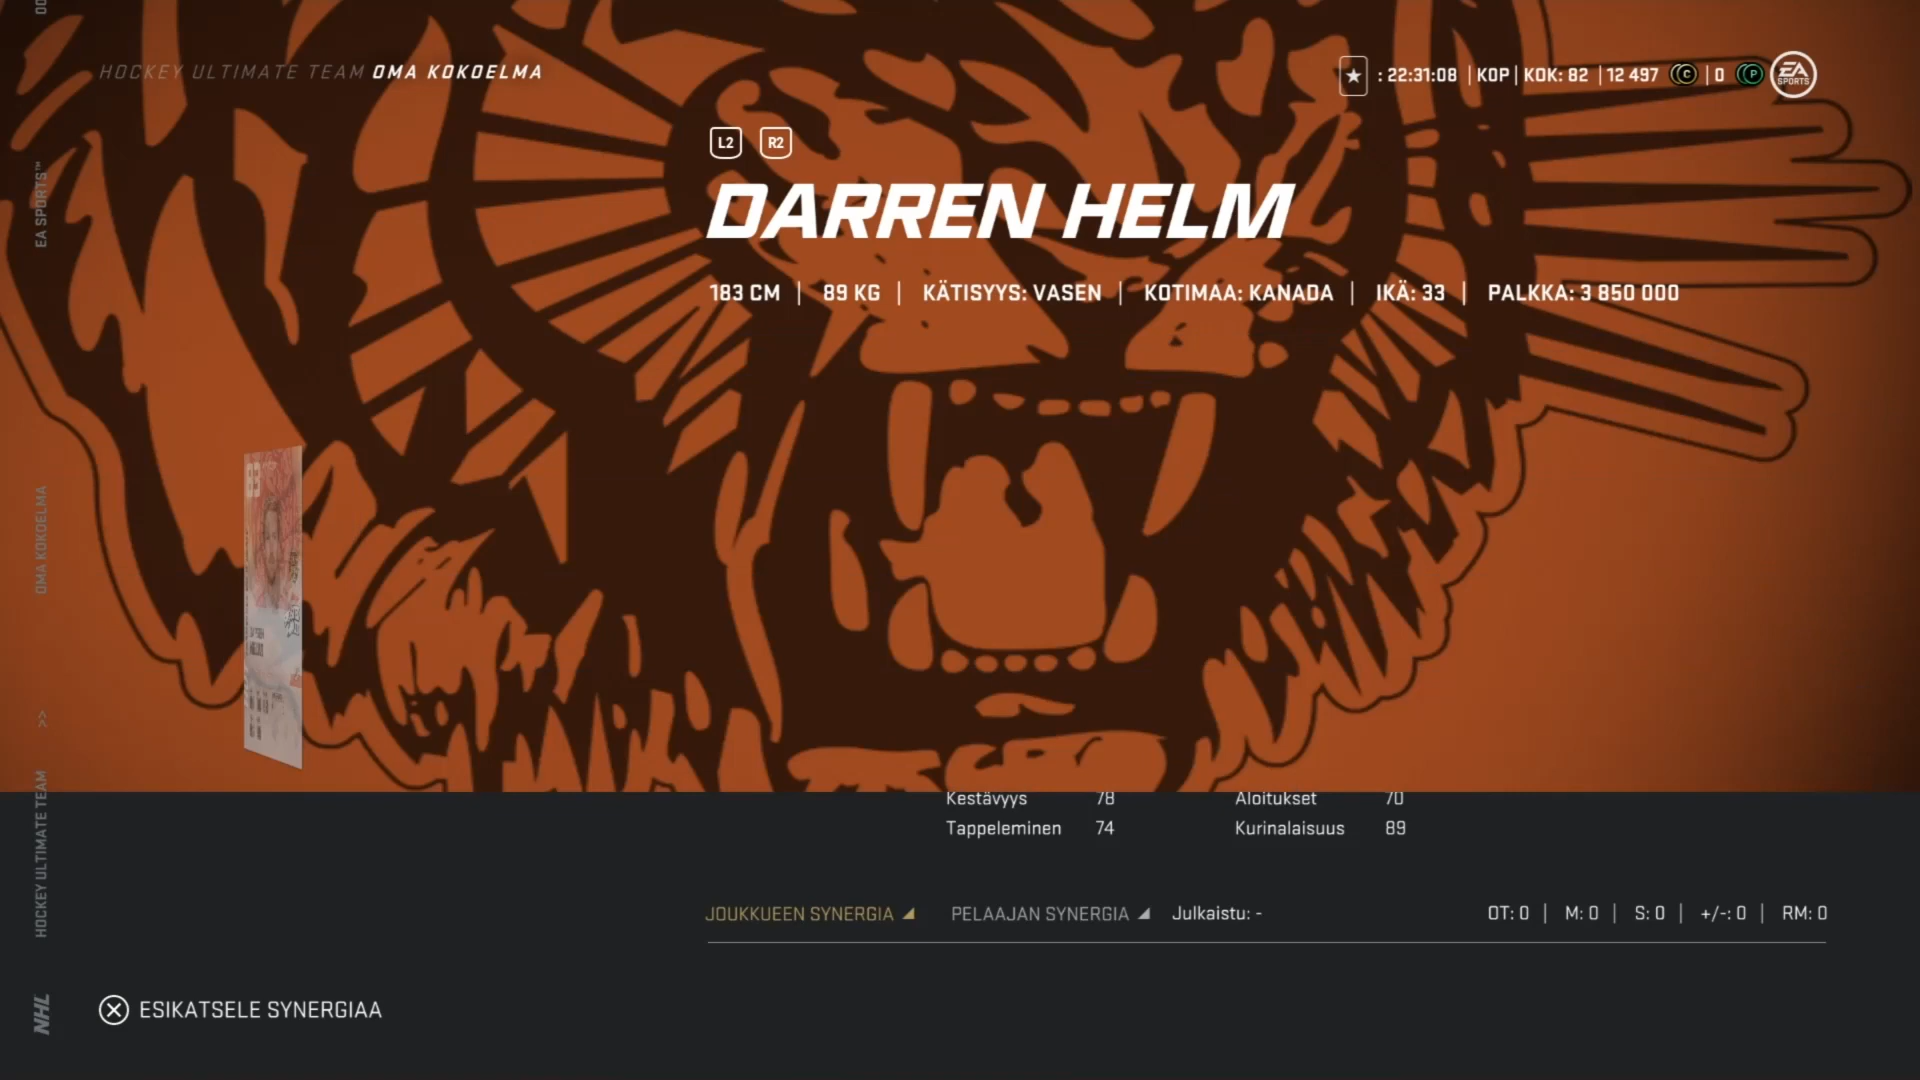 HOCKEY ULTIMATE TEAM OMA KOKOELMA
: 22:31:08 | KOP | KOK: 82 | 12 497 C | 0 P
EA SPORTS
L2 R2
DARREN HELM
183 CM | 89 KG | KÄTISYYS: VASEN | KOTIMAA: KANADA | IKÄ: 33 | PALKKA: 3 850 000
Kestävyys 78 Aloitukset 70
Tappeleminen 74 Kurinalaisuus 89
JOUKKUEEN SYNERGIA PELAAJAN SYNERGIA Julkaistu: - OT: 0 | M: 0 | S: 0 | +/-: 0 | RM: 0
ESIKATSELE SYNERGIAA
NHL HOCKEY ULTIMATE TEAM >> OMA KOKOELMA EA SPORTS™